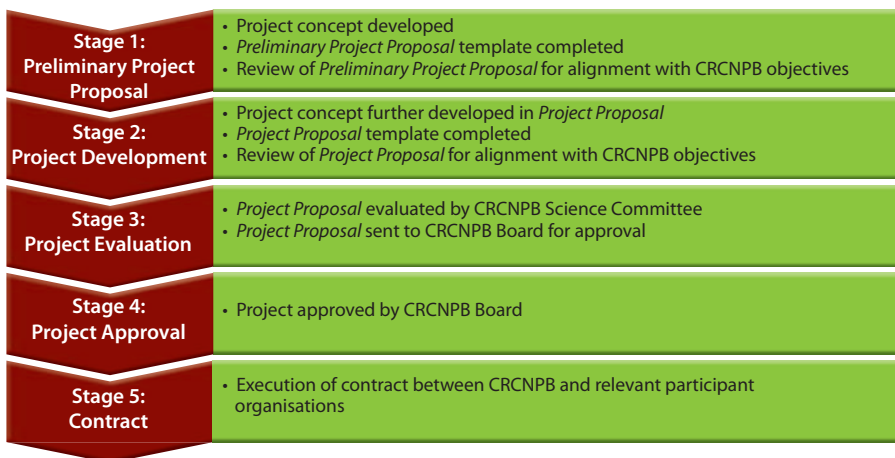 Stage 1:
Preliminary Project
Proposal
• Project concept developed
• Preliminary Project Proposal template completed
• Review of Preliminary Project Proposal for alignment with CRCNPB objectives
Stage 2:
Project Development
• Project concept further developed in Project Proposal
• Project Proposal template completed
• Review of Project Proposal for alignment with CRCNPB objectives
Stage 3:
Project Evaluation
• Project Proposal evaluated by CRCNPB Science Committee
• Project Proposal sent to CRCNPB Board for approval
Stage 4:
Project Approval
• Project approved by CRCNPB Board
Stage 5:
Contract
• Execution of contract between CRCNPB and relevant participant
organisations